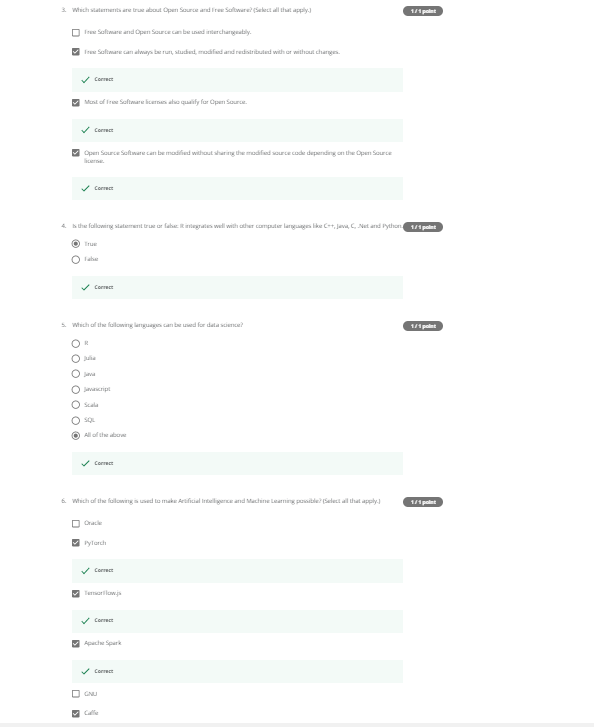 3. Which statements are true about Open Source and Free Software? (Select all that apply.)
1 / 1 point
Free Software and Open Source can be used interchangeably.
Free Software can always be run, studied, modified and redistributed with or without changes.
Correct
Most of Free Software licenses also qualify for Open Source.
Correct
Open Source Software can be modified without sharing the modified source code depending on the Open Source
license.
Correct
4. Is the following statement true or false: R integrates well with other computer languages like C++, Java, C, .Net and Python.
1 / 1 point
True
False
Correct
5. Which of the following languages can be used for data science?
1 / 1 point
R
Julia
Java
Javascript
Scala
SQL
All of the above
Correct
6. Which of the following is used to make Artificial Intelligence and Machine Learning possible? (Select all that apply.)
1 / 1 point
Oracle
PyTorch
Correct
TensorFlow.js
Correct
Apache Spark
Correct
GNU
Caffe